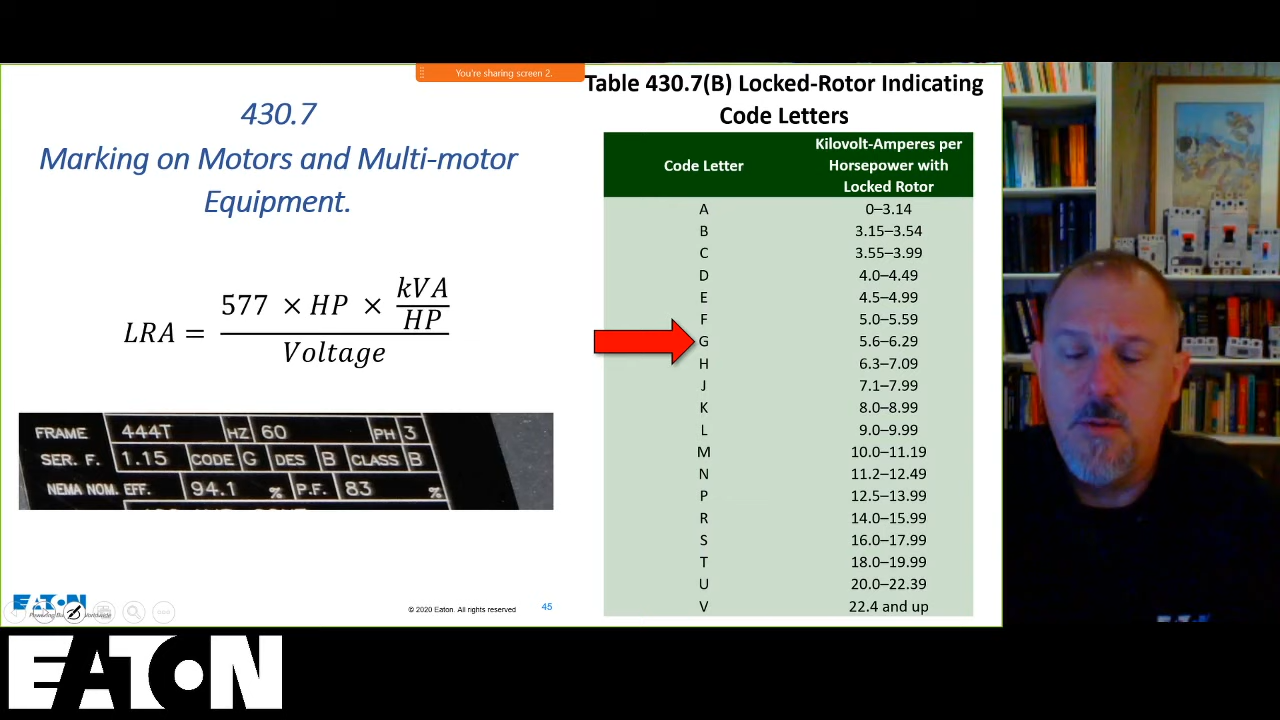 You're sharing screen 2.
430.7
Marking on Motors and Multi-motor
Equipment.
LRA = 577 × HP × kVA/HP / Voltage
FRAME 444T HZ 60 PH 3
SER. F. 1.15 CODE G DES B CLASS B
NEMA NOM. EFF. 94.1 % P.F. 83 %
Table 430.7(B) Locked-Rotor Indicating
Code Letters
Code Letter Kilovolt-Amperes per
Horsepower with
Locked Rotor
A 0–3.14
B 3.15–3.54
C 3.55–3.99
D 4.0–4.49
E 4.5–4.99
F 5.0–5.59
G 5.6–6.29
H 6.3–7.09
J 7.1–7.99
K 8.0–8.99
L 9.0–9.99
M 10.0–11.19
N 11.2–12.49
P 12.5–13.99
R 14.0–15.99
S 16.0–17.99
T 18.0–19.99
U 20.0–22.39
V 22.4 and up
EATON
© 2020 Eaton. All rights reserved 45
EATON